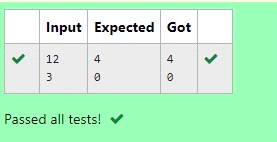 Input Expected Got
12 4 4
3 0 0
Passed all tests!